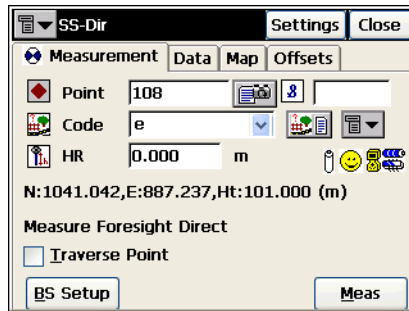 SS-Dir Settings Close
Measurement Data Map Offsets
Point 108
Code e
HR 0.000 m
N:1041.042,E:887.237,Ht:101.000 (m)
Measure Foresight Direct
Traverse Point
BS Setup Meas